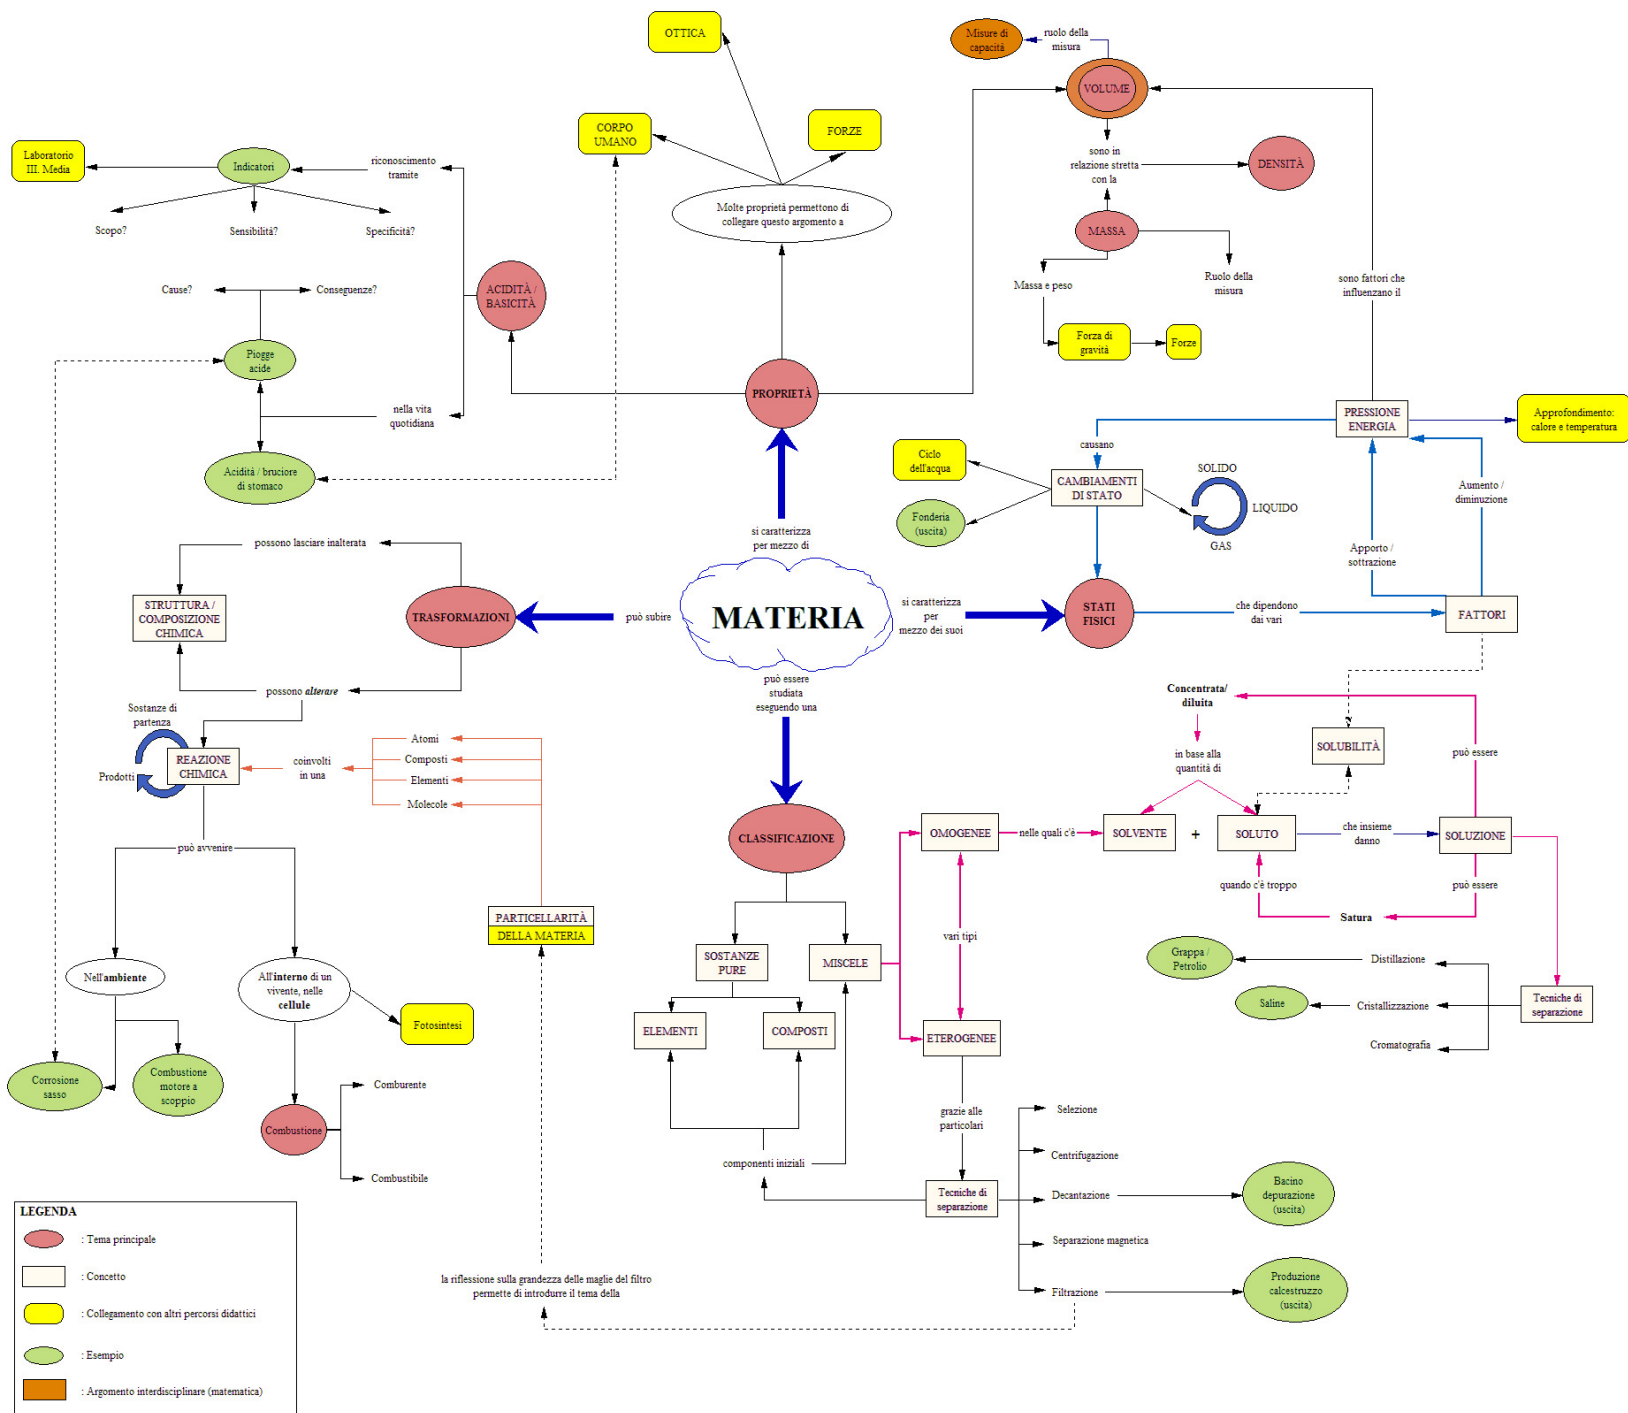 OTTICA
Misure di
capacità
ruolo della
misura
VOLUME
CORPO
UMANO
FORZE
Laboratorio
III. Media
Indicatori
riconoscimento
tramite
sono in
relazione stretta
con la
DENSITÀ
Molte proprietà permettono di
collegare questo argomento a
Scopo?
Sensibilità?
Specificità?
MASSA
ACIDITÀ /
BASICITÀ
Cause?
Conseguenze?
Massa e peso
Ruolo della
misura
sono fattori che
influenzano il
Forza di
gravità
Forze
Piogge
acide
PROPRIETÀ
nella vita
quotidiana
PRESSIONE
ENERGIA
Approfondimento:
calore e temperatura
causano
Acidità / bruciore
di stomaco
Ciclo
dell'acqua
CAMBIAMENTI
DI STATO
SOLIDO
LIQUIDO
GAS
Aumento /
diminuzione
Fonderia
(uscita)
si caratterizza
per mezzo di
possono lasciare inalterata
Apporto /
sottrazione
STRUTTURA /
COMPOSIZIONE
CHIMICA
TRASFORMAZIONI
può subire
MATERIA
si caratterizza
per
mezzo dei suoi
STATI
FISICI
che dipendono
dai vari
FATTORI
può essere
studiata
eseguendo una
possono alterare
Concentrata/
diluita
Sostanze di
partenza
Prodotti
REAZIONE
CHIMICA
coinvolti
in una
Atomi
Composti
Elementi
Molecole
in base alla
quantità di
SOLUBILITÀ
può essere
CLASSIFICAZIONE
OMOGENEE
nelle quali c'è
SOLVENTE
+
SOLUTO
che insieme
danno
SOLUZIONE
può avvenire
quando c'è troppo
può essere
Satura
PARTICELLARITÀ
DELLA MATERIA
vari tipi
SOSTANZE
PURE
MISCELE
Grappa /
Petrolio
Distillazione
Nell'ambiente
All'interno di un
vivente, nelle
cellule
Saline
Cristallizzazione
Tecniche di
separazione
Fotosintesi
ELEMENTI
COMPOSTI
ETEROGENEE
Cromatografia
Corrosione
sasso
Combustione
motore a
scoppio
Comburente
Combustione
Combustibile
grazie alle
particolari
Selezione
Centrifugazione
componenti iniziali
Tecniche di
separazione
Decantazione
Bacino
depurazione
(uscita)
Separazione magnetica
la riflessione sulla grandezza delle maglie del filtro
permette di introdurre il tema della
Filtrazione
Produzione
calcestruzzo
(uscita)
LEGENDA
: Tema principale
: Concetto
: Collegamento con altri percorsi didattici
: Esempio
: Argomento interdisciplinare (matematica)